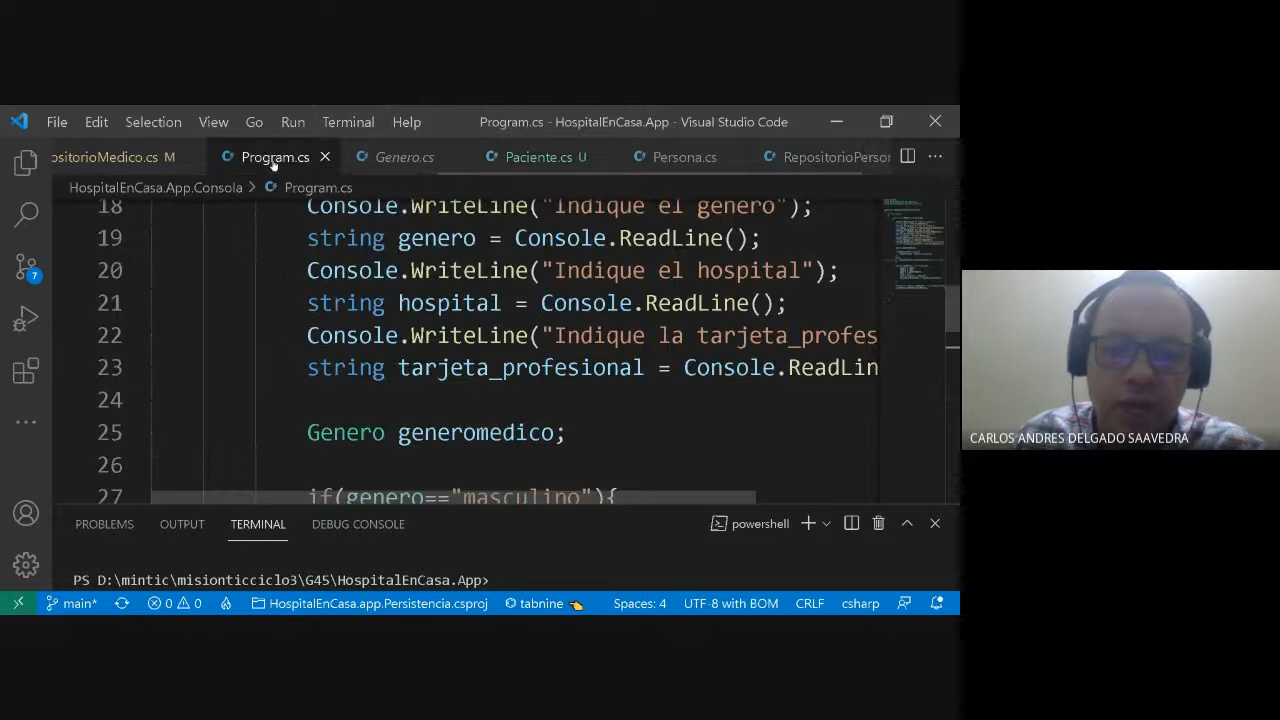 File Edit Selection View Go Run Terminal Help Program.cs - HospitalEnCasa.App - Visual Studio Code
ositorioMedico.cs M Program.cs Genero.cs Paciente.cs U Persona.cs RepositorioPerson
HospitalEnCasa.App.Consola > Program.cs
18 Console.WriteLine("Indique el genero");
19 string genero = Console.ReadLine();
20 Console.WriteLine("Indique el hospital");
21 string hospital = Console.ReadLine();
22 Console.WriteLine("Indique la tarjeta_profes
23 string tarjeta_profesional = Console.ReadLin
24
25 Genero generomedico;
26
27 if(genero=="masculino"){
7
CARLOS ANDRES DELGADO SAAVEDRA
PROBLEMS OUTPUT TERMINAL DEBUG CONSOLE powershell
PS D:\mintic\misionticciclo3\G45\HospitalEnCasa.App>
main* 0 0 HospitalEnCasa.app.Persistencia.csproj tabnine Spaces: 4 UTF-8 with BOM CRLF csharp